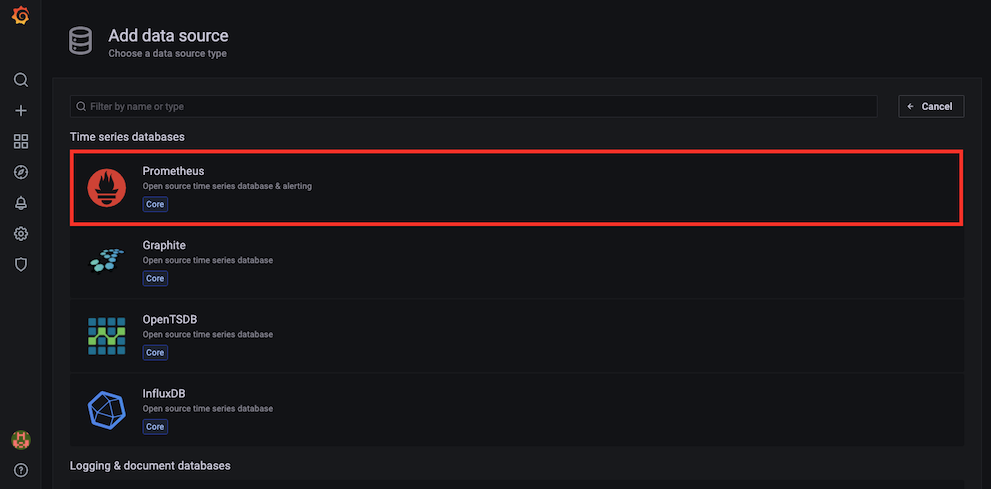 Add data source
Choose a data source type
Filter by name or type
Cancel
Time series databases
Prometheus
Open source time series database & alerting
Core
Graphite
Open source time series database
Core
OpenTSDB
Open source time series database
Core
InfluxDB
Open source time series database
Core
Logging & document databases